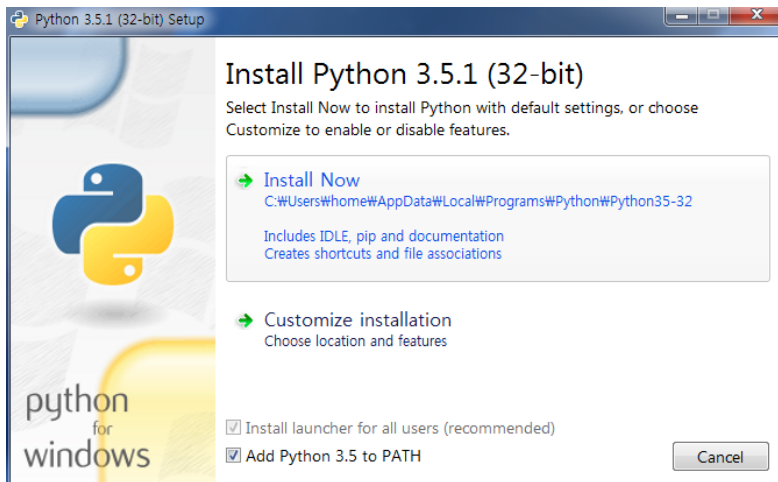 Python 3.5.1 (32-bit) Setup
Install Python 3.5.1 (32-bit)
Select Install Now to install Python with default settings, or choose
Customize to enable or disable features.
Install Now
C:₩Users₩home₩AppData₩Local₩Programs₩Python₩Python35-32
Includes IDLE, pip and documentation
Creates shortcuts and file associations
Customize installation
Choose location and features
python
for
windows
Install launcher for all users (recommended)
Add Python 3.5 to PATH
Cancel